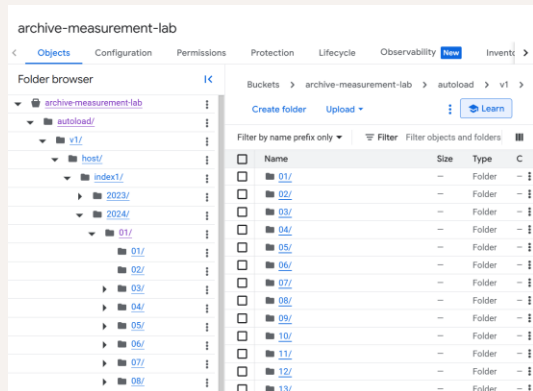 archive-measurement-lab
Objects Configuration Permissions Protection Lifecycle Observability New Invento
Folder browser
archive-measurement-lab
autoload/
v1/
host/
index1/
2023/
2024/
01/
01/
02/
03/
04/
05/
06/
07/
08/
Buckets > archive-measurement-lab > autoload > v1 >
Create folder Upload Learn
Filter by name prefix only Filter Filter objects and folders
Name Size Type C
01/ – Folder –
02/ – Folder –
03/ – Folder –
04/ – Folder –
05/ – Folder –
06/ – Folder –
07/ – Folder –
08/ – Folder –
09/ – Folder –
10/ – Folder –
11/ – Folder –
12/ – Folder –
13/ – Folder –